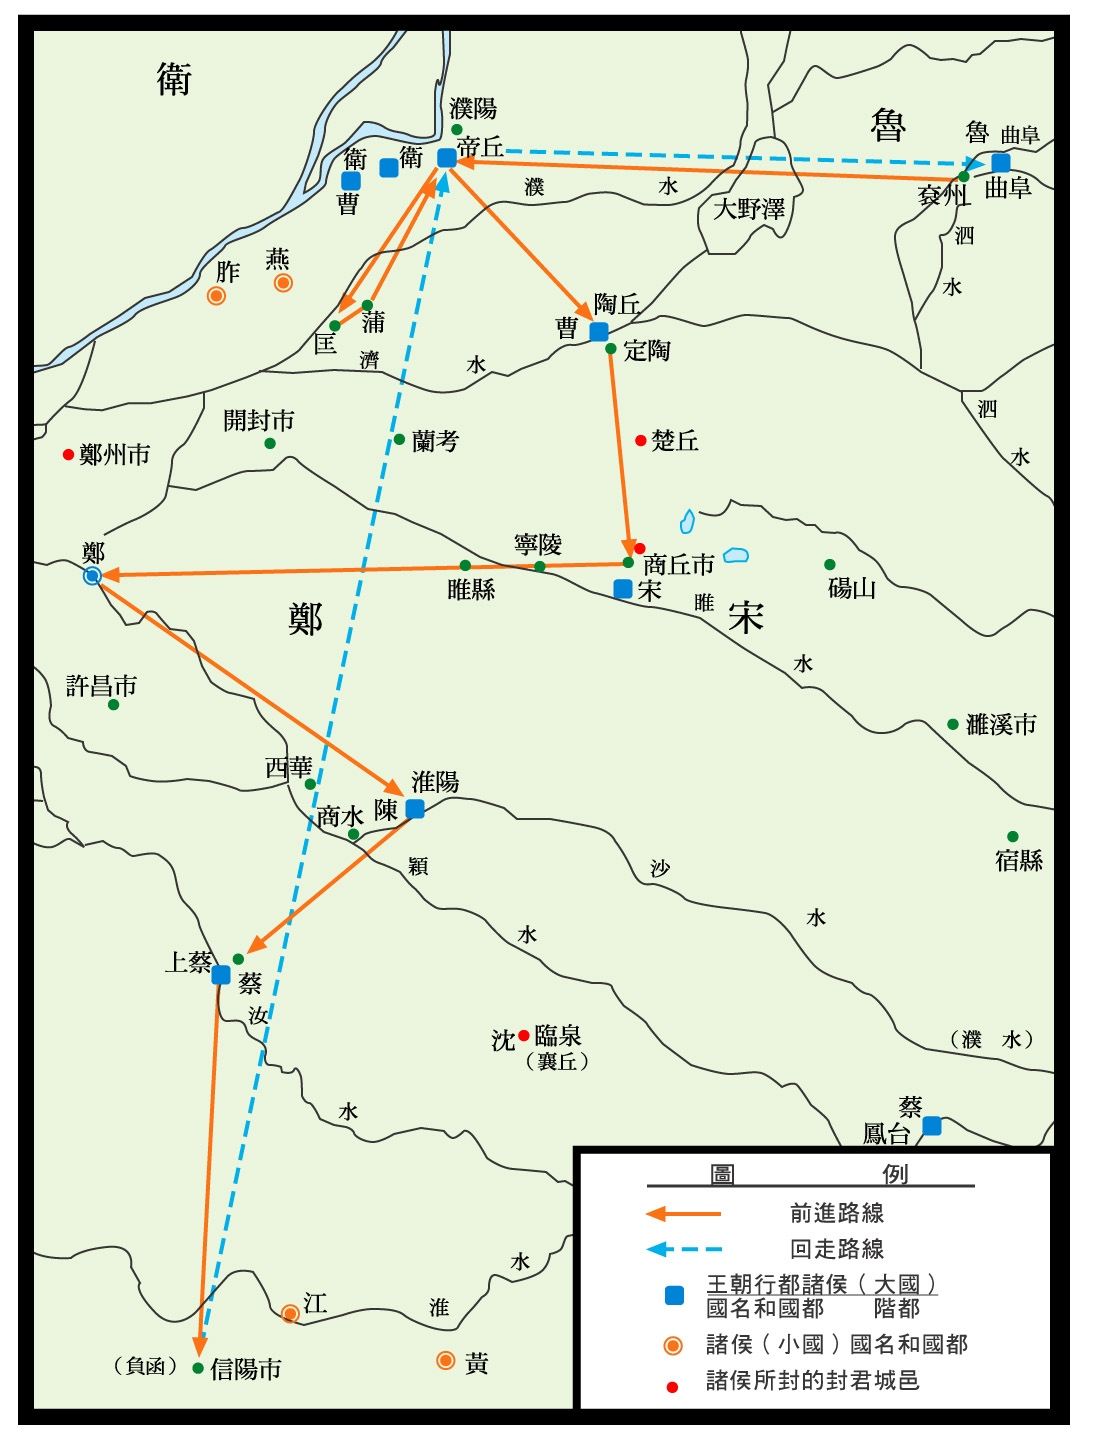 衛
濮陽
魯
魯 曲阜
帝丘
衛
衛
曹
濮
水
兗州
曲阜
大野澤
泗
水
燕
胙
陶丘
曹
蒲
匡
濟
水
定陶
泗
水
開封市
蘭考
楚丘
鄭州市
鄭
寧陵
商丘市
睢縣
宋
睢
鄭
宋
碭山
水
許昌市
濉溪市
西華
淮陽
商水
陳
宿縣
潁
沙
水
水
上蔡
蔡
汝
沈
臨泉
(襄丘)
(濮 水)
水
蔡
鳳台
水
江
淮
(負函)
信陽市
黃
圖 例
前進路線
回走路線
王朝行都諸侯(大國)
國名和國都 階都
諸侯(小國)國名和國都
諸侯所封的封君城邑